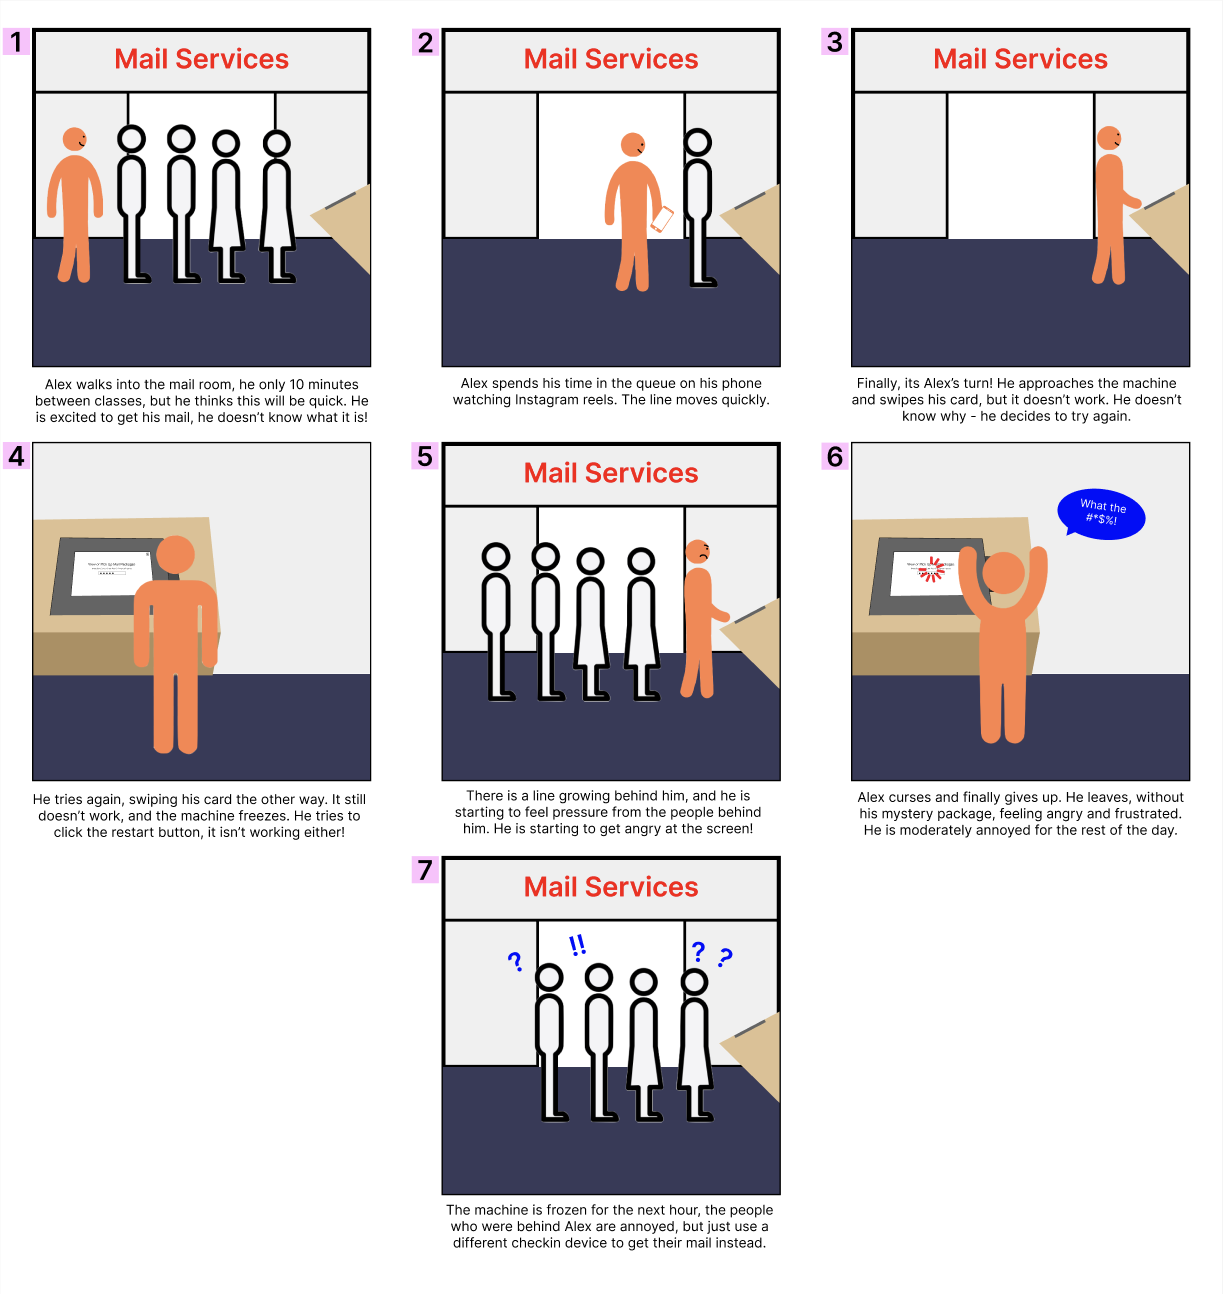 1
Mail Services
Alex walks into the mail room, he only 10 minutes
between classes, but he thinks this will be quick. He
is excited to get his mail, he doesn't know what it is!
2
Mail Services
Alex spends his time in the queue on his phone
watching Instagram reels. The line moves quickly.
3
Mail Services
Finally, its Alex's turn! He approaches the machine
and swipes his card, but it doesn't work. He doesn't
know why - he decides to try again.
4
He tries again, swiping his card the other way. It still
doesn't work, and the machine freezes. He tries to
click the restart button, it isn't working either!
5
Mail Services
There is a line growing behind him, and he is
starting to feel pressure from the people behind
him. He is starting to get angry at the screen!
6
What the
#*$%!
Alex curses and finally gives up. He leaves, without
his mystery package, feeling angry and frustrated.
He is moderately annoyed for the rest of the day.
7
Mail Services
?
!!
? ?
The machine is frozen for the next hour, the people
who were behind Alex are annoyed, but just use a
different checkin device to get their mail instead.